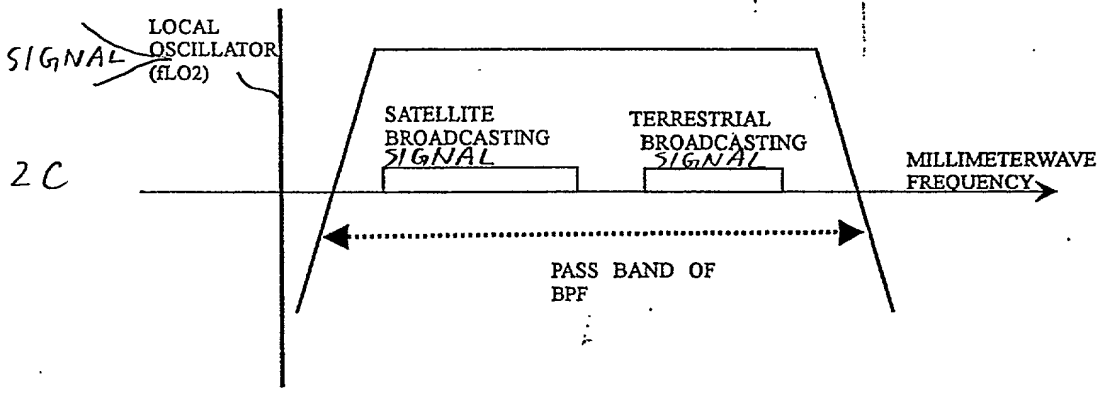 LOCAL
SIGNAL OSCILLATOR
(fLO2)
SATELLITE
BROADCASTING
SIGNAL
TERRESTRIAL
BROADCASTING
SIGNAL
2C
MILLIMETERWAVE
FREQUENCY
PASS BAND OF
BPF